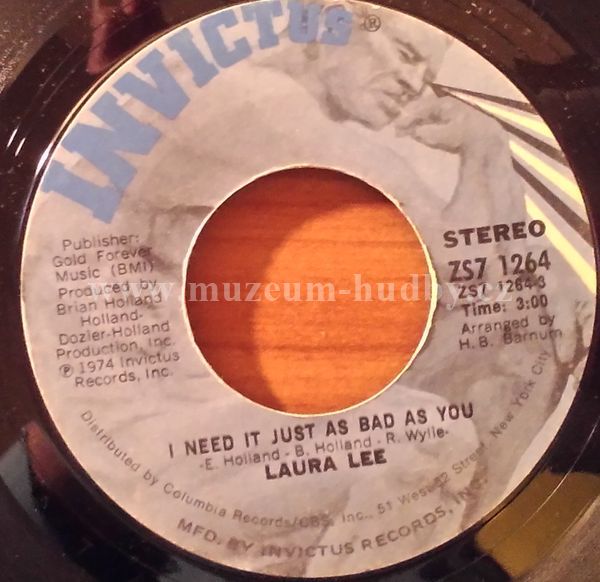 INVICTUS®
Publisher:
Gold Forever
Music (BMI)
Produced by
Brian Holland
Holland-
Dozier-Holland
Production, Inc.
℗ 1974 Invictus
Records, Inc.
STEREO
ZS7 1264
ZS7 1264-3
Time: 3:00
Arranged by
H. B. Barnum
www.muzeum-hudby.cz
I NEED IT JUST AS BAD AS YOU
-E. Holland - B. Holland - R. Wylie-
LAURA LEE
Distributed by Columbia Records/CBS, Inc., 51 West 52 Street, New York City
MFD. BY INVICTUS RECORDS, INC.